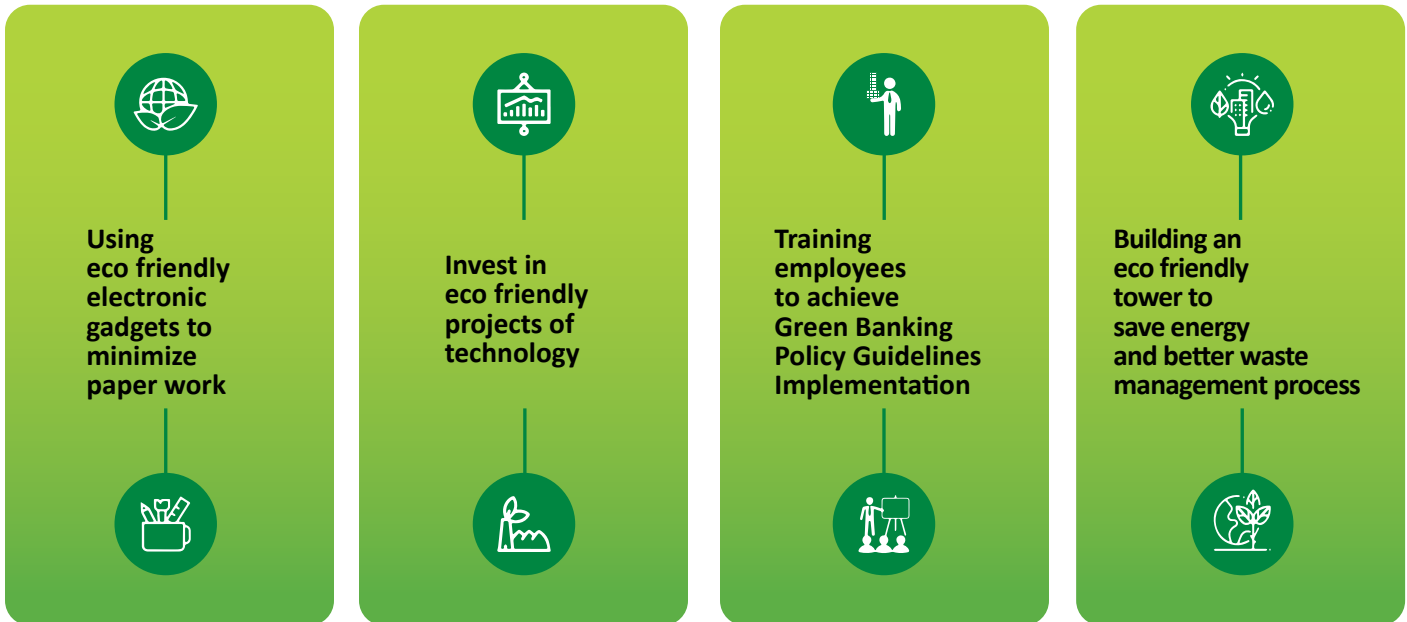 Using
eco friendly
electronic
gadgets to
minimize
paper work
Invest in
eco friendly
projects of
technology
Training
employees
to achieve
Green Banking
Policy Guidelines
Implementation
Building an
eco friendly
tower to
save energy
and better waste
management process